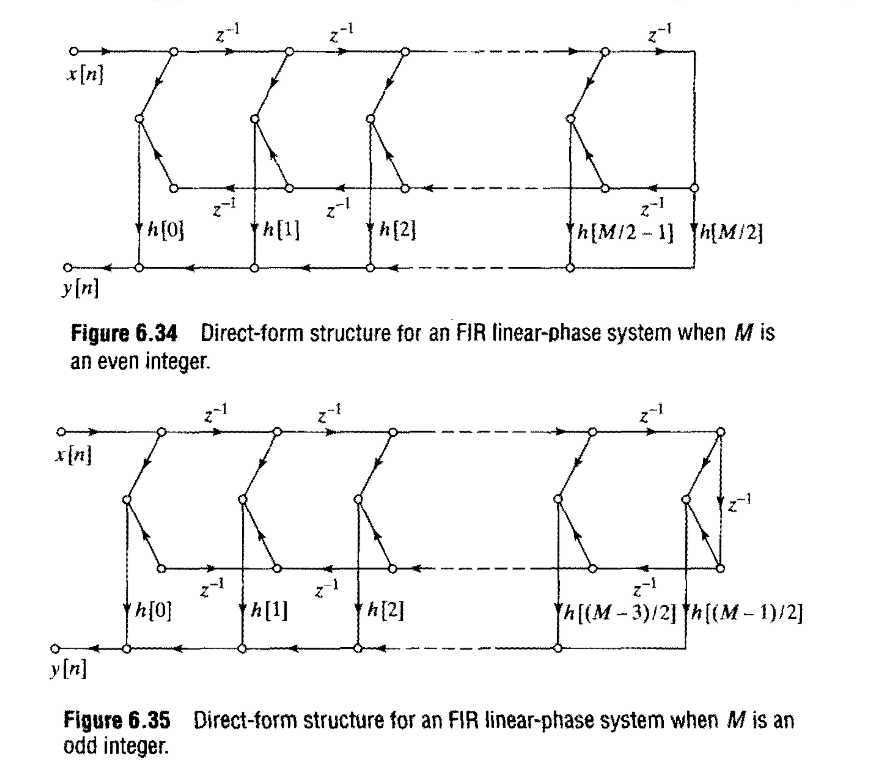 z⁻¹ z⁻¹ z⁻¹
x[n]
z⁻¹ z⁻¹ z⁻¹
h[0] h[1] h[2] h[M/2 – 1] h[M/2]
y[n]
Figure 6.34 Direct-form structure for an FIR linear-phase system when M is
an even integer.
z⁻¹ z⁻¹ z⁻¹
x[n]
z⁻¹
z⁻¹ z⁻¹ z⁻¹
h[0] h[1] h[2] h[(M – 3)/2] h[(M – 1)/2]
y[n]
Figure 6.35 Direct-form structure for an FIR linear-phase system when M is an
odd integer.